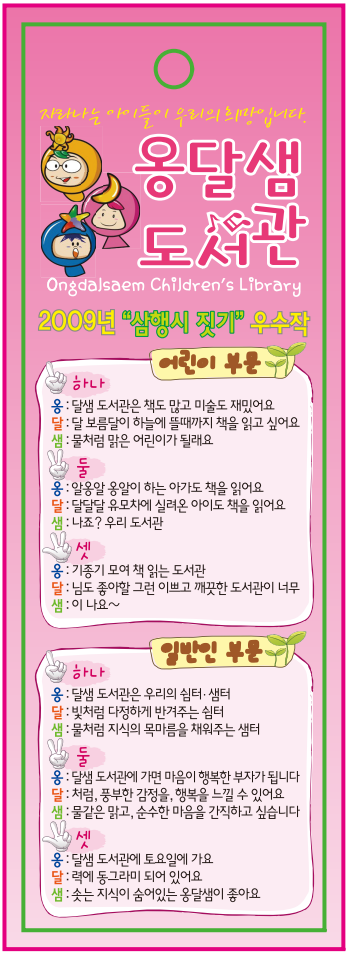 자라나는 아이들이 우리의 희망입니다.
옹달샘
도서관
Ongdalsaem Children's Library
2009년 "삼행시 짓기" 우수작
어린이 부문
하나
옹 : 달샘 도서관은 책도 많고 미술도 재밌어요
달 : 달 보름달이 하늘에 뜰때까지 책을 읽고 싶어요
샘 : 물처럼 맑은 어린이가 될래요
둘
옹 : 알옹알 옹알이 하는 아가도 책을 읽어요
달 : 달달달 유모차에 실려온 아이도 책을 읽어요
샘 : 나죠? 우리 도서관
셋
옹 : 기종기 모여 책 읽는 도서관
달 : 님도 좋아할 그런 이쁘고 깨끗한 도서관이 너무
샘 : 이 나요~
일반인 부문
하나
옹 : 달샘 도서관은 우리의 쉼터·샘터
달 : 빛처럼 다정하게 반겨주는 쉼터
샘 : 물처럼 지식의 목마름을 채워주는 샘터
둘
옹 : 달샘 도서관에 가면 마음이 행복한 부자가 됩니다
달 : 처럼, 풍부한 감정을, 행복을 느낄 수 있어요
샘 : 물같은 맑고, 순수한 마음을 간직하고 싶습니다
셋
옹 : 달샘 도서관에 토요일에 가요
달 : 력에 동그라미 되어 있어요
샘 : 솟는 지식이 숨어있는 옹달샘이 좋아요